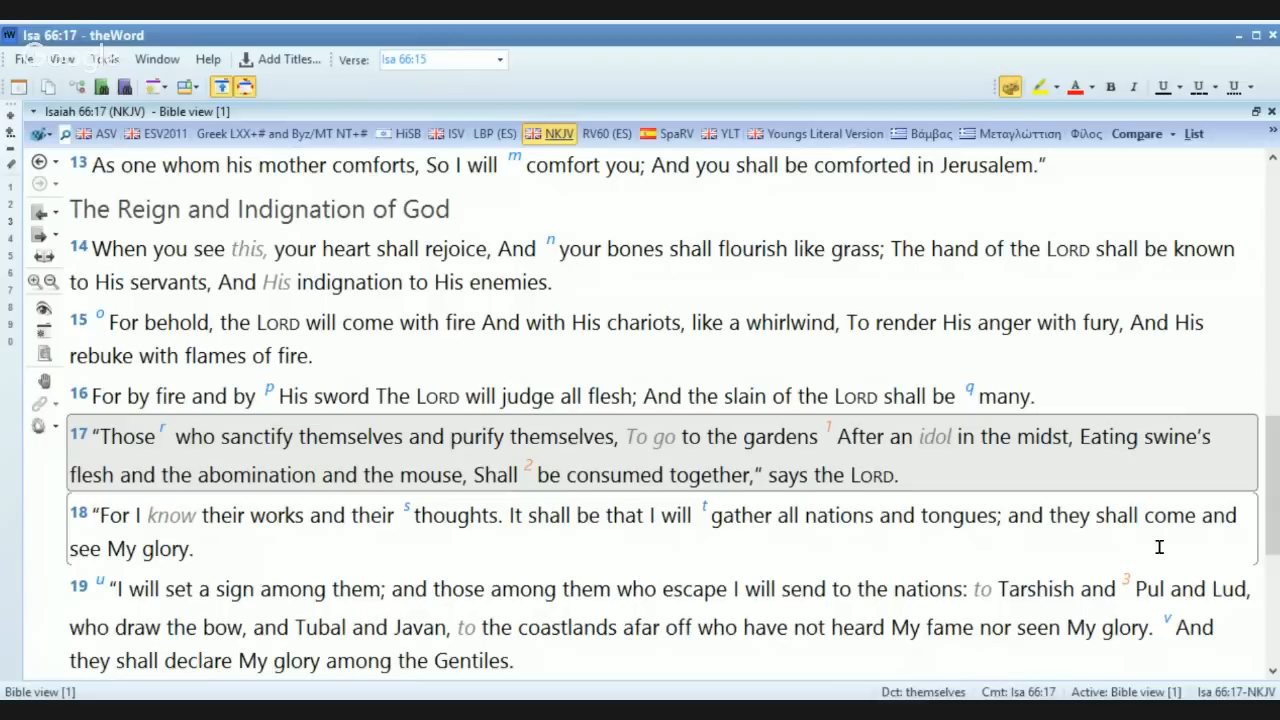 Isa 66:17 - theWord
File View Tools Window Help Add Titles... Verse: Isa 66:15
B I U U U
Isaiah 66:17 (NKJV) - Bible view [1]
ASV ESV2011 Greek LXX+# and Byz/MT NT+# HiSB ISV LBP (ES) NKJV RV60 (ES) SpaRV YLT Youngs Literal Version Βάμβας Μεταγλώττιση Φίλος Compare List
13 As one whom his mother comforts, So I will m comfort you; And you shall be comforted in Jerusalem.”
The Reign and Indignation of God
14 When you see this, your heart shall rejoice, And n your bones shall flourish like grass; The hand of the LORD shall be known
to His servants, And His indignation to His enemies.
15 o For behold, the LORD will come with fire And with His chariots, like a whirlwind, To render His anger with fury, And His
rebuke with flames of fire.
16 For by fire and by p His sword The LORD will judge all flesh; And the slain of the LORD shall be q many.
17 “Those r who sanctify themselves and purify themselves, To go to the gardens 1 After an idol in the midst, Eating swine’s
flesh and the abomination and the mouse, Shall 2 be consumed together,” says the LORD.
18 “For I know their works and their s thoughts. It shall be that I will t gather all nations and tongues; and they shall come and
see My glory.
19 u “I will set a sign among them; and those among them who escape I will send to the nations: to Tarshish and 3 Pul and Lud,
who draw the bow, and Tubal and Javan, to the coastlands afar off who have not heard My fame nor seen My glory. v And
they shall declare My glory among the Gentiles.
1
2
3
4
5
6
7
8
9
0
Bible view [1] Dct: themselves Cmt: Isa 66:17 Active: Bible view [1] Isa 66:17-NKJV